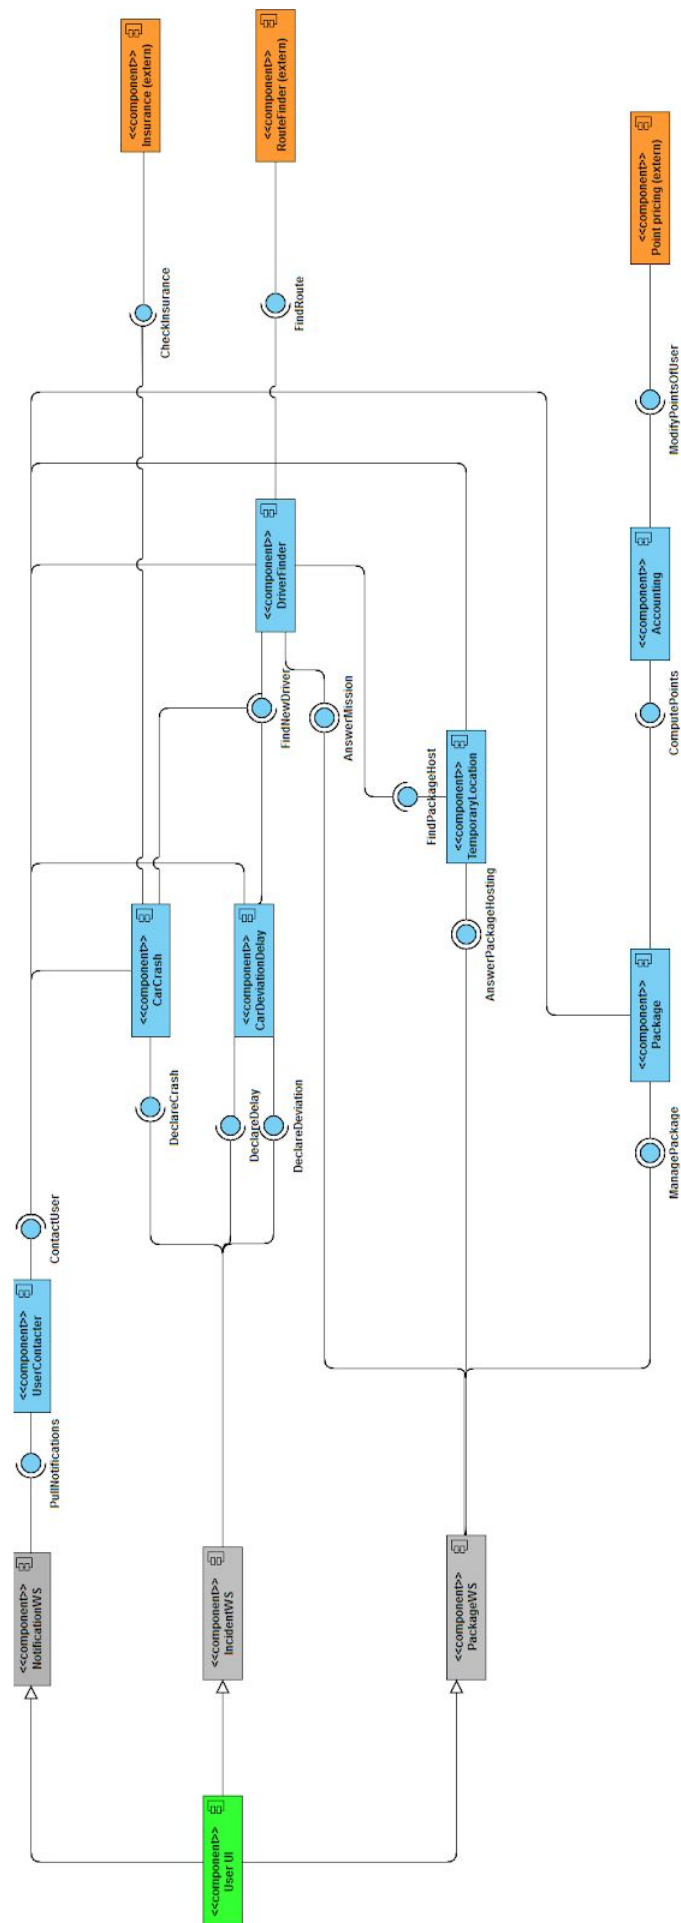 <<component>>
Insurance (extern)
<<component>>
RouteFinder (extern)
<<component>>
Point pricing (extern)
CheckInsurance
FindRoute
ModifyPointsOfUser
<<component>>
DriverFinder
<<component>>
Accounting
FindNewDriver
AnswerMission
ComputePoints
FindPackageHost
<<component>>
TemporaryLocation
<<component>>
CarCrash
<<component>>
CarDeviationDelay
AnswerPackageHosting
<<component>>
Package
DeclareCrash
DeclareDelay
DeclareDeviation
ManagePackage
ContactUser
<<component>>
UserContacter
PullNotifications
<<component>>
NotificationWS
<<component>>
IncidentWS
<<component>>
PackageWS
<<component>>
User UI